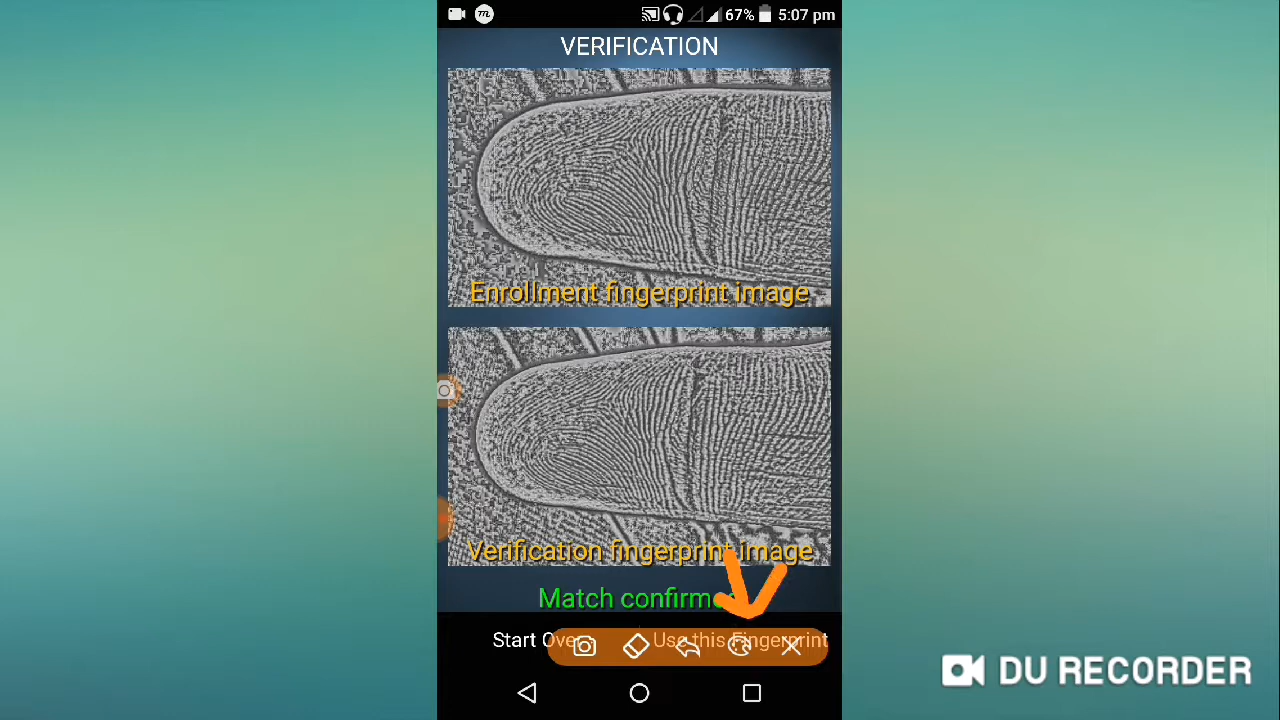 67% 5:07 pm
VERIFICATION
Enrollment fingerprint image
Verification fingerprint image
Match confirmed
Start Over Use this Fingerprint
DU RECORDER